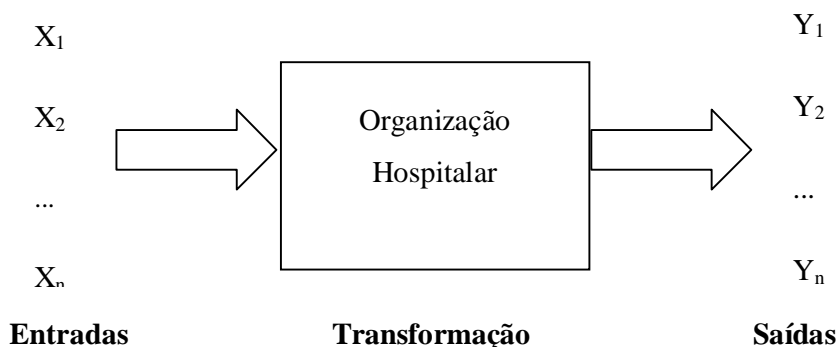 X₁
Y₁
X₂
Organização
Hospitalar
Y₂
...
...
Xₙ
Yₙ
Entradas
Transformação
Saídas